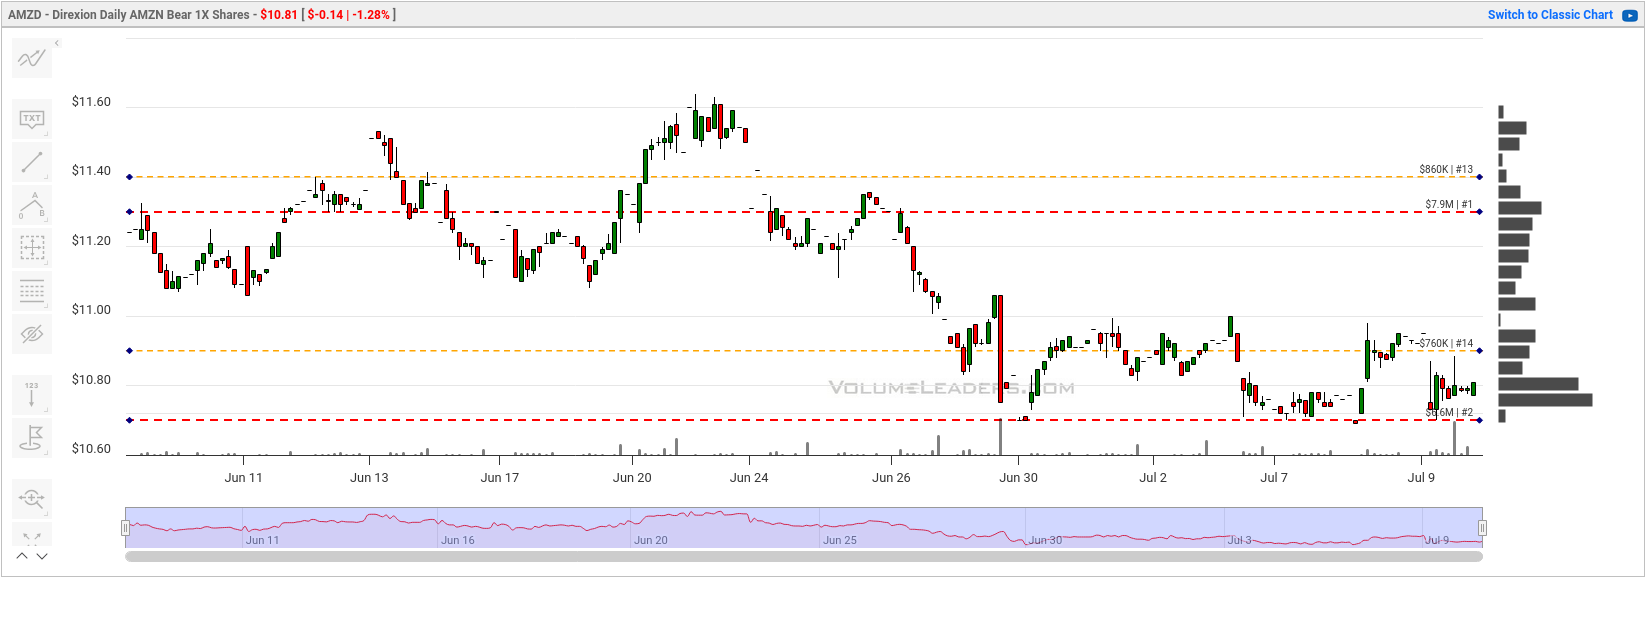 AMZD - Direxion Daily AMZN Bear 1X Shares - $10.81 [ $-0.14 | -1.28% ]
Switch to Classic Chart
TXT
A
0 B
123
$11.60
$11.40
$11.20
$11.00
$10.80
$10.60
$860K | #13
$7.9M | #1
$760K | #14
VOLUMELEADERS.COM
$6.6M | #2
Jun 11 Jun 13 Jun 17 Jun 20 Jun 24 Jun 26 Jun 30 Jul 2 Jul 7 Jul 9
Jun 11 Jun 16 Jun 20 Jun 25 Jun 30 Jul 3 Jul 9